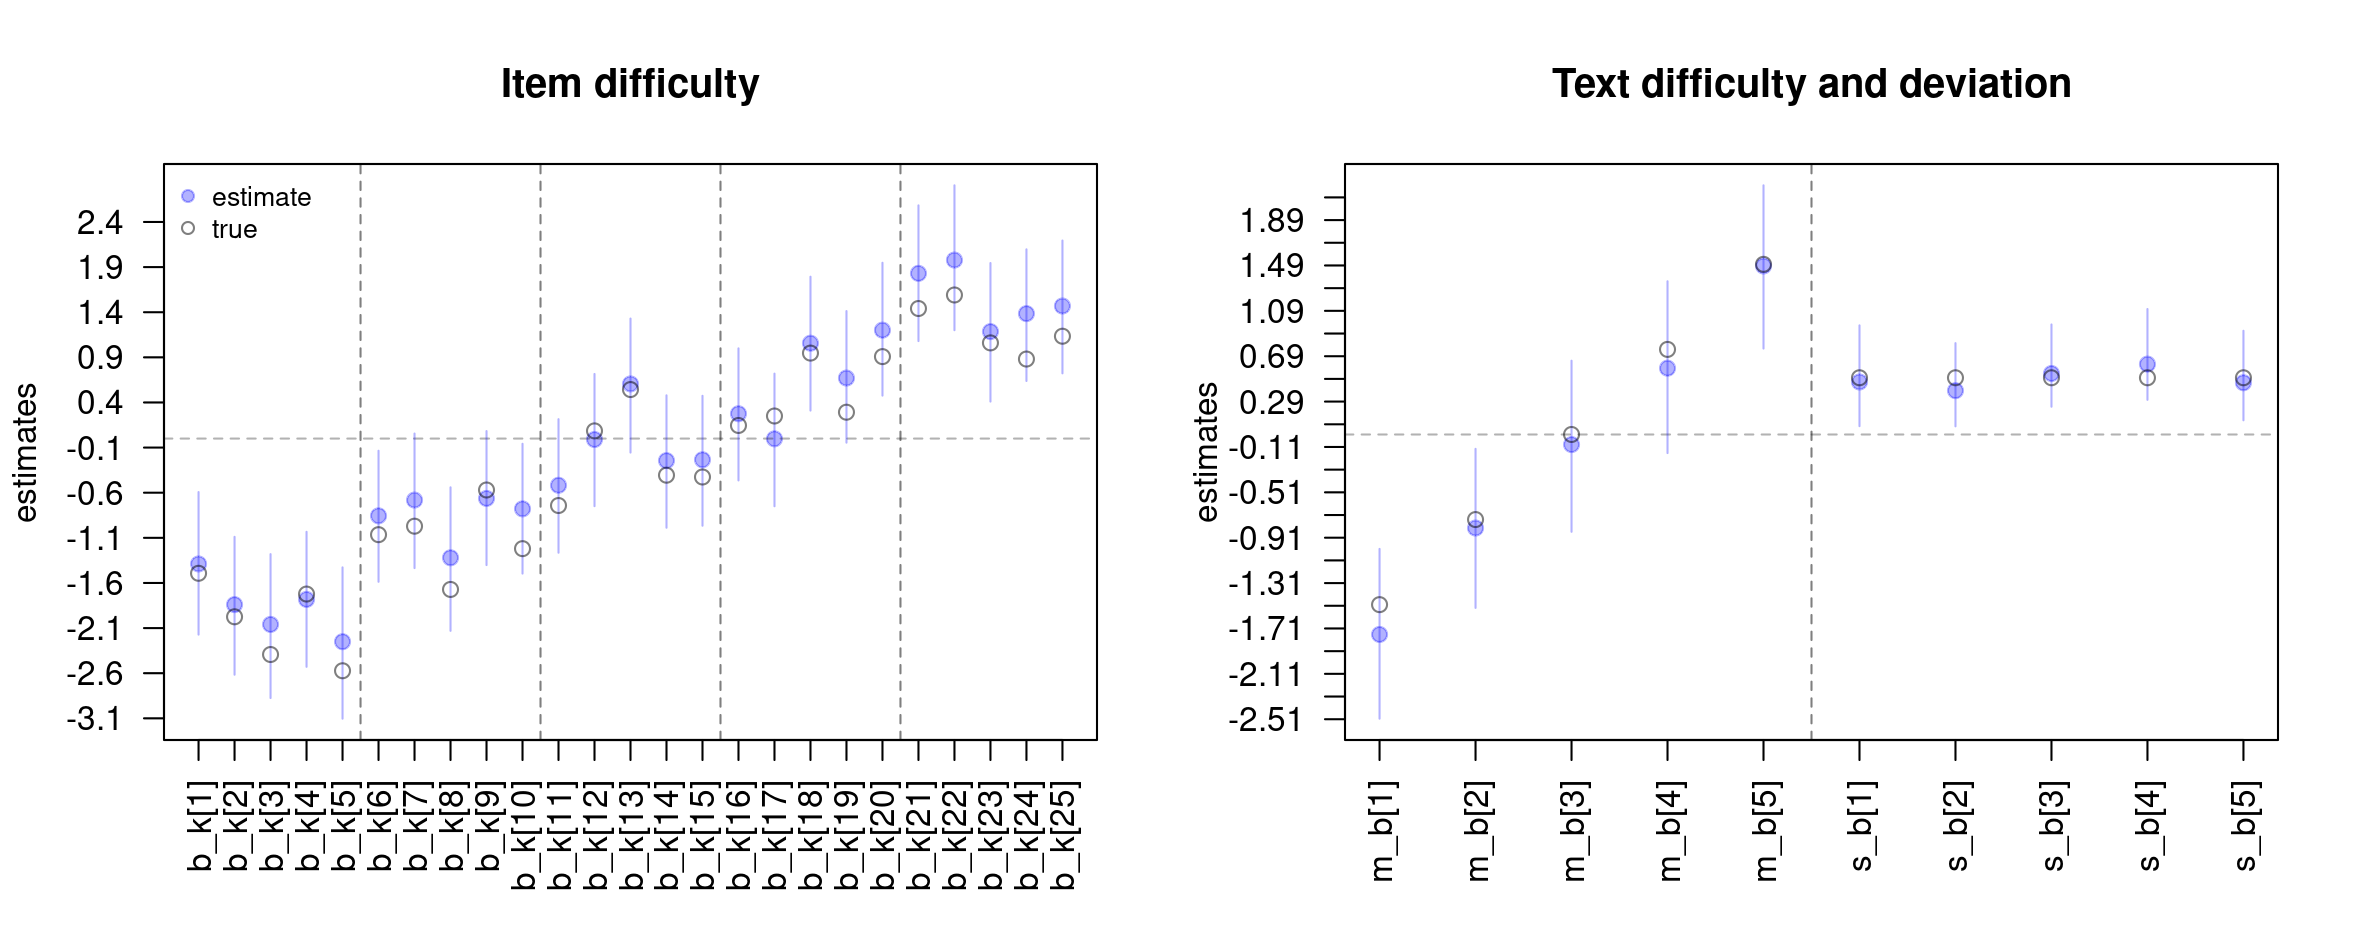 Item difficulty
estimate
true
estimates
2.4
1.9
1.4
0.9
0.4
-0.1
-0.6
-1.1
-1.6
-2.1
-2.6
-3.1
b_k[1]
b_k[2]
b_k[3]
b_k[4]
b_k[5]
b_k[6]
b_k[7]
b_k[8]
b_k[9]
b_k[10]
b_k[11]
b_k[12]
b_k[13]
b_k[14]
b_k[15]
b_k[16]
b_k[17]
b_k[18]
b_k[19]
b_k[20]
b_k[21]
b_k[22]
b_k[23]
b_k[24]
b_k[25]
Text difficulty and deviation
estimates
1.89
1.49
1.09
0.69
0.29
-0.11
-0.51
-0.91
-1.31
-1.71
-2.11
-2.51
m_b[1]
m_b[2]
m_b[3]
m_b[4]
m_b[5]
s_b[1]
s_b[2]
s_b[3]
s_b[4]
s_b[5]